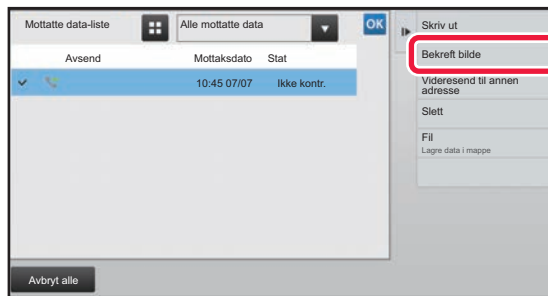 Mottatte data-liste
Alle mottatte data
OK
Avsend Mottaksdato Stat
10:45 07/07 Ikke kontr.
Avbryt alle
Skriv ut
Bekreft bilde
Videresend til annen
adresse
Slett
Fil
Lagre data i mappe